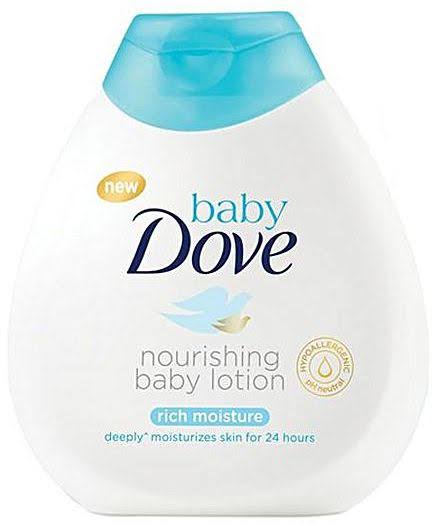 new
baby
Dove
nourishing
baby lotion
HYPOALLERGENIC
pH neutral
rich moisture
deeply^ moisturizes skin for 24 hours